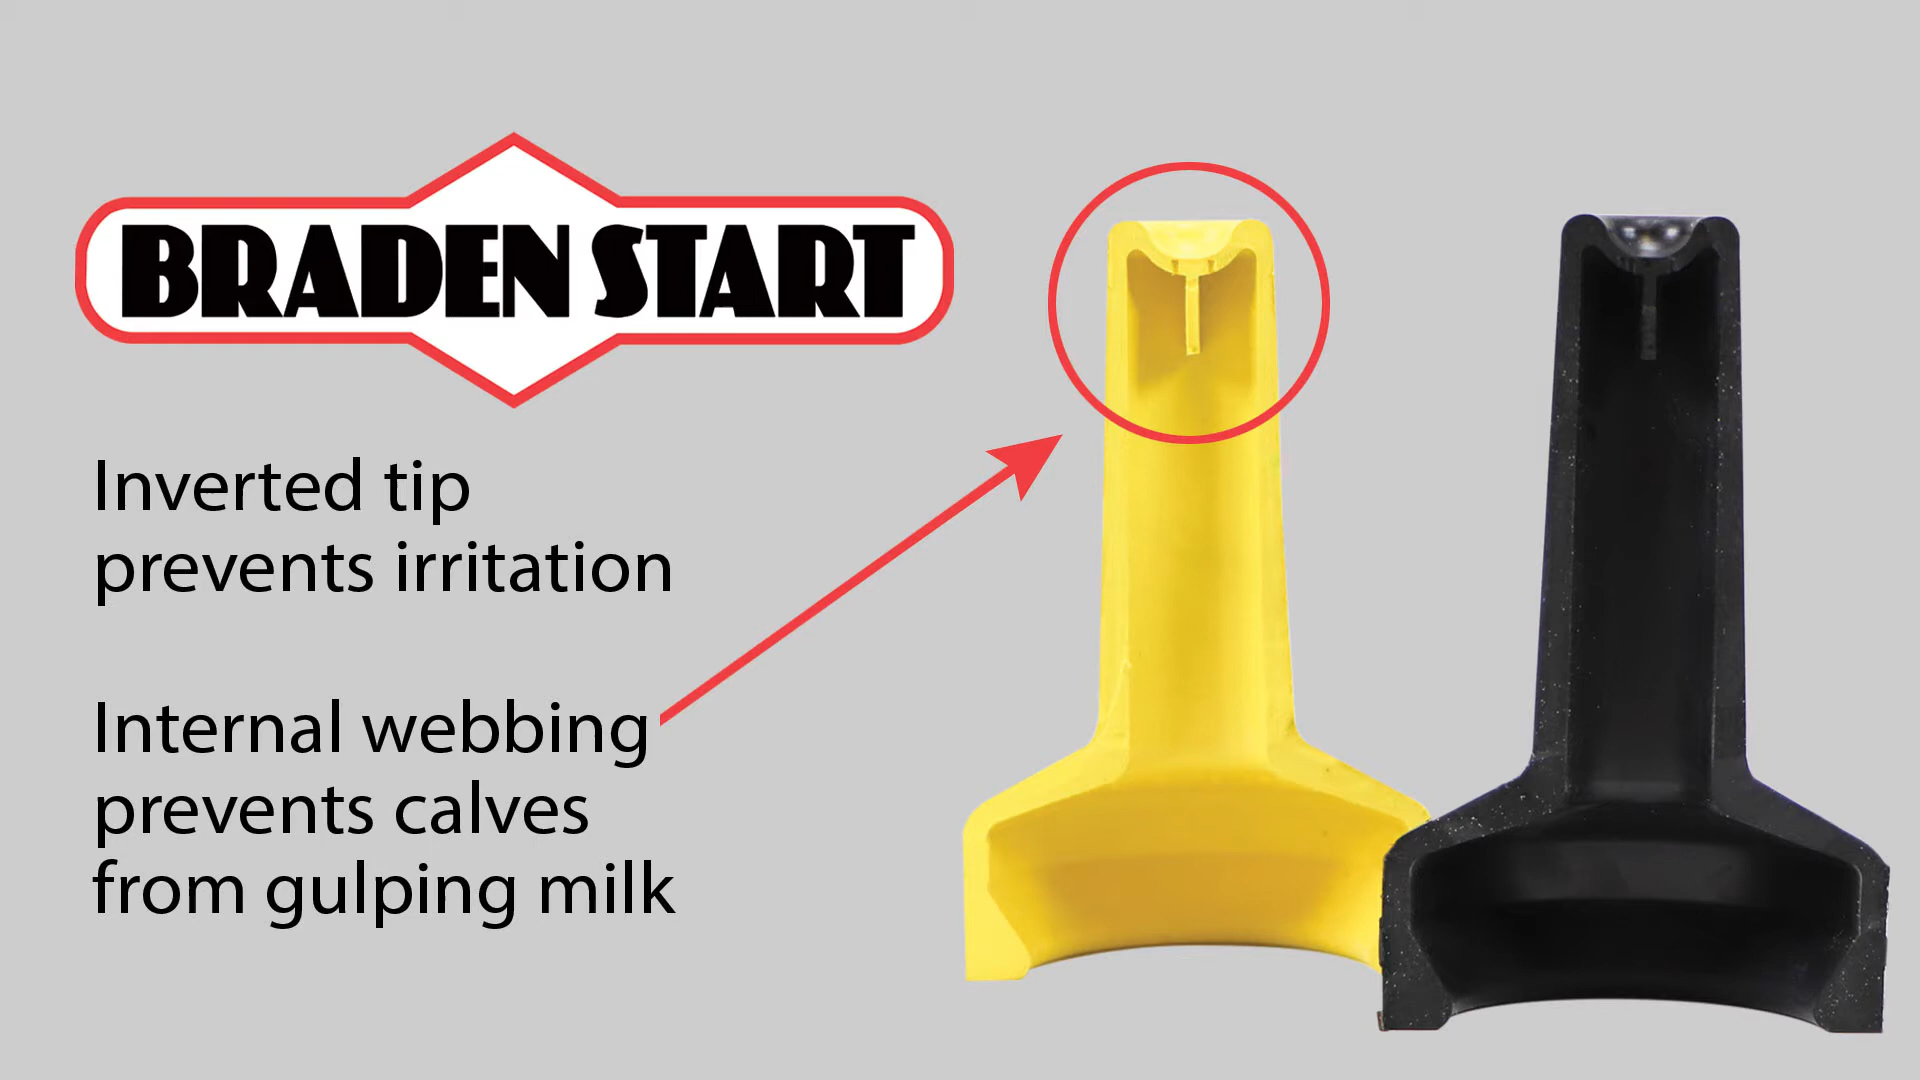 BRADEN START
Inverted tip
prevents irritation
Internal webbing
prevents calves
from gulping milk